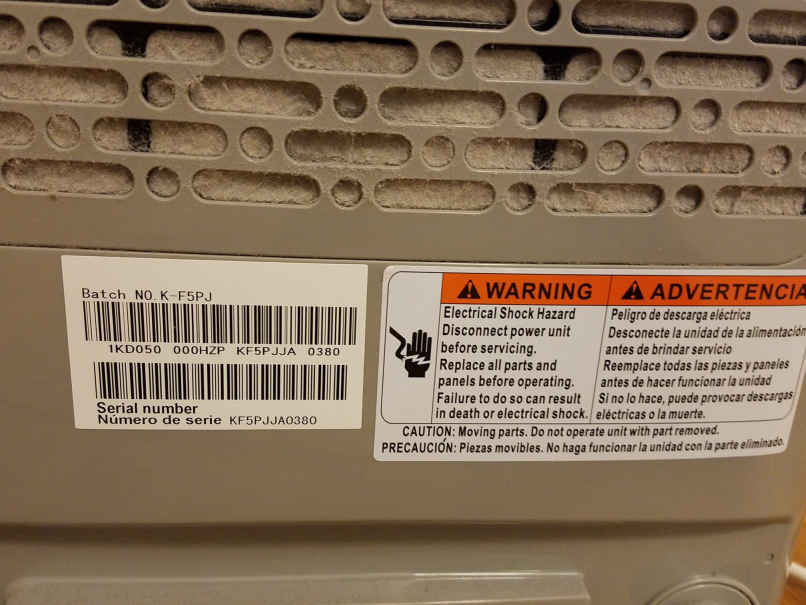 Batch NO.K-F5PJ
1KD050 000HZP KF5PJJA 0380
Serial number
Número de serie KF5PJJA0380
WARNING
Electrical Shock Hazard
Disconnect power unit
before servicing.
Replace all parts and
panels before operating.
Failure to do so can result
in death or electrical shock.
ADVERTENCIA
Peligro de descarga eléctrica
Desconecte la unidad de la alimentación
antes de brindar servicio
Reemplace todas las piezas y paneles
antes de hacer funcionar la unidad
Si no lo hace, puede provocar descargas
eléctricas o la muerte.
CAUTION: Moving parts. Do not operate unit with part removed.
PRECAUCIÓN: Piezas movibles. No haga funcionar la unidad con la parte eliminado.